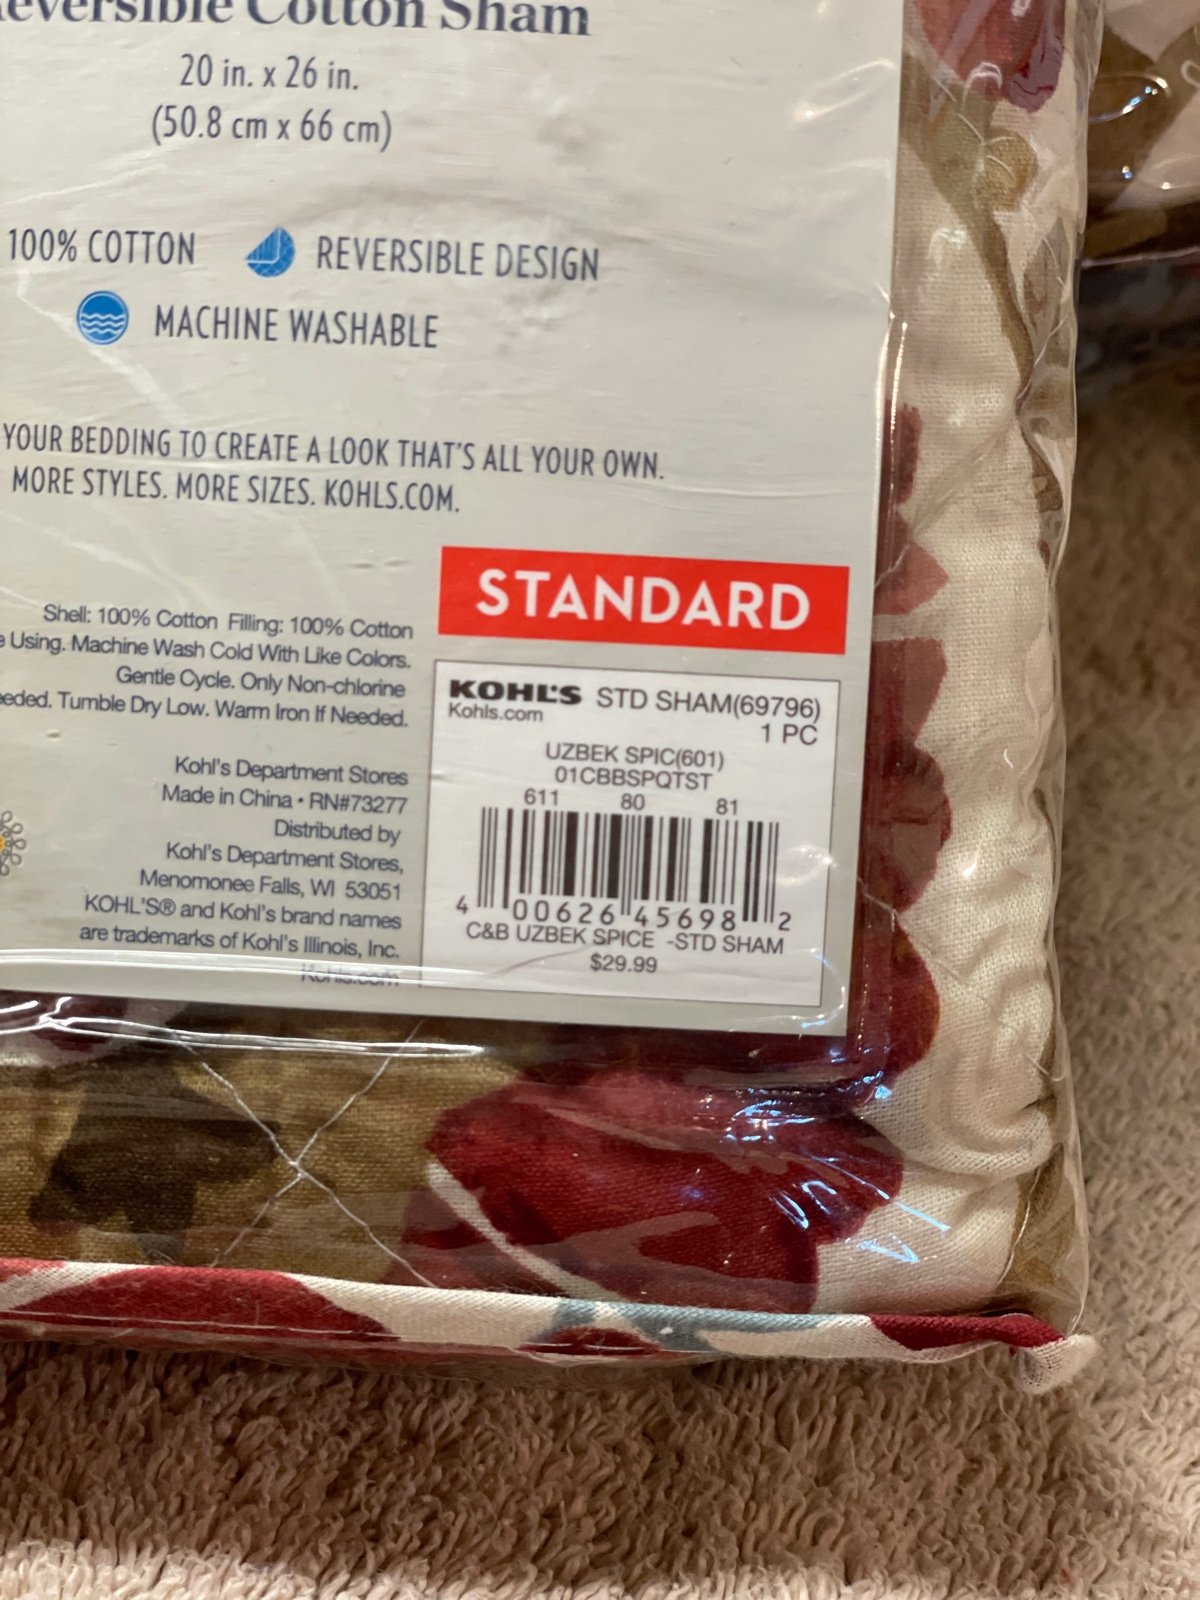 Cotton Sham
20 in. x 26 in.
(50.8 cm x 66 cm)
100% COTTON
REVERSIBLE DESIGN
MACHINE WASHABLE
YOUR BEDDING TO CREATE A LOOK THAT'S ALL YOUR OWN.
MORE STYLES. MORE SIZES. KOHLS.COM.
STANDARD
Shell: 100% Cotton Filling: 100% Cotton
Using. Machine Wash Cold With Like Colors.
Gentle Cycle. Only Non-chlorine
Tumble Dry Low. Warm Iron If Needed.
Kohl's Department Stores
Made in China • RN#73277
Distributed by
Kohl's Department Stores,
Menomonee Falls, WI 53051
KOHL'S® and Kohl's brand names
are trademarks of Kohl's Illinois, Inc.
Kohls.com
KOHL'S STD SHAM(69796)
Kohls.com
1 PC
UZBEK SPIC(601)
01CBBSPQTST
611 80 81
4 00626 45698 2
C&B UZBEK SPICE -STD SHAM
$29.99